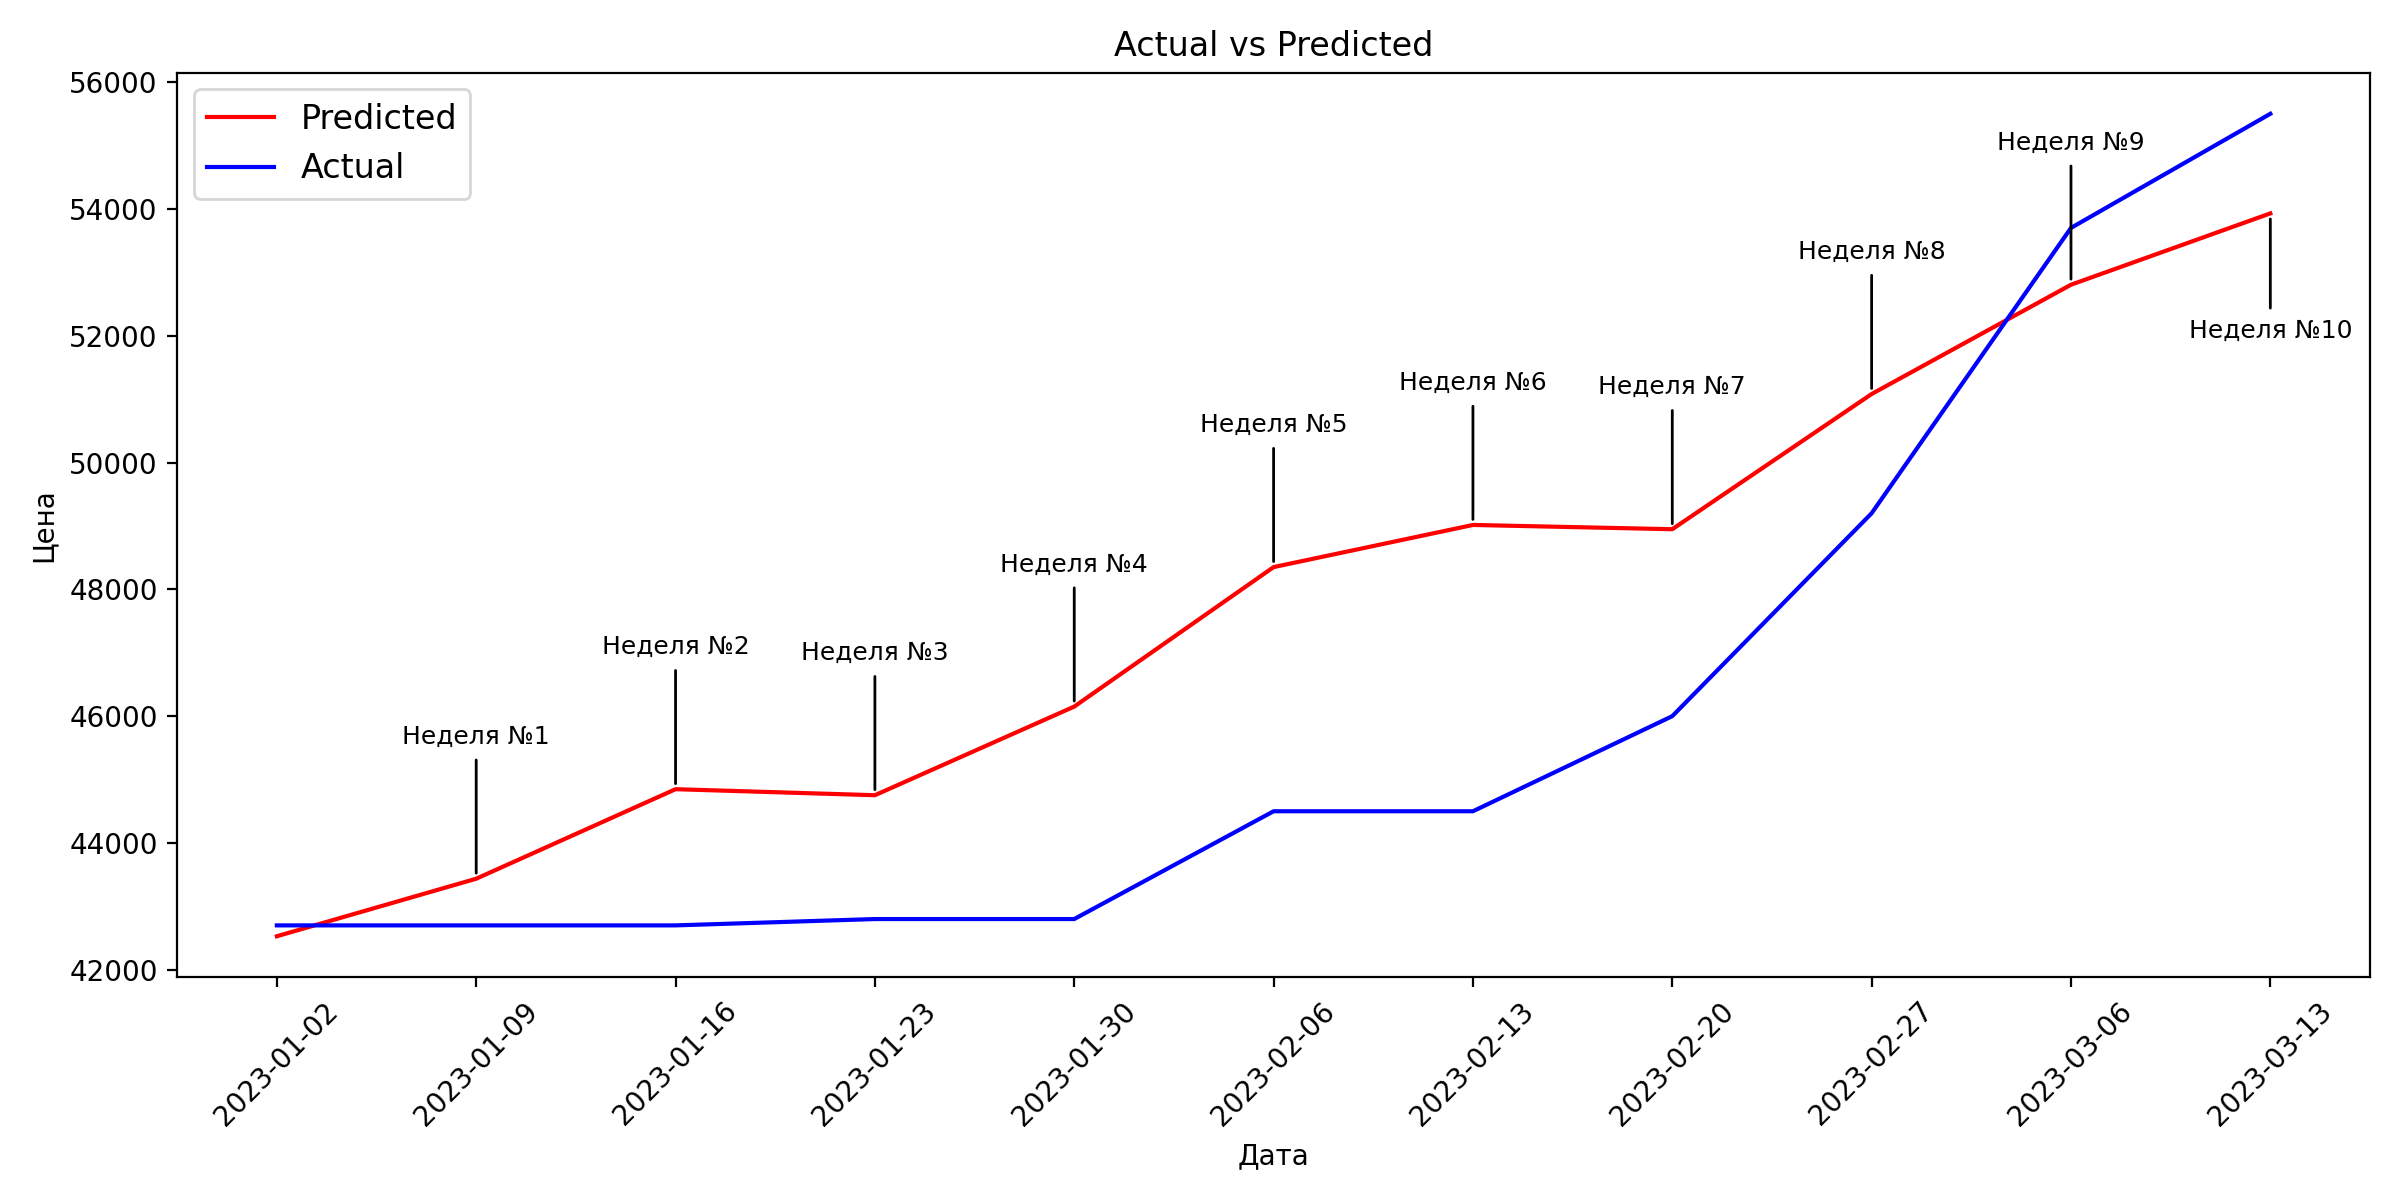 Actual vs Predicted
Predicted
Actual
56000
54000
52000
50000
48000
46000
44000
42000
Цена
Неделя №1
Неделя №2
Неделя №3
Неделя №4
Неделя №5
Неделя №6
Неделя №7
Неделя №8
Неделя №9
Неделя №10
2023-01-02
2023-01-09
2023-01-16
2023-01-23
2023-01-30
2023-02-06
2023-02-13
2023-02-20
2023-02-27
2023-03-06
2023-03-13
Дата